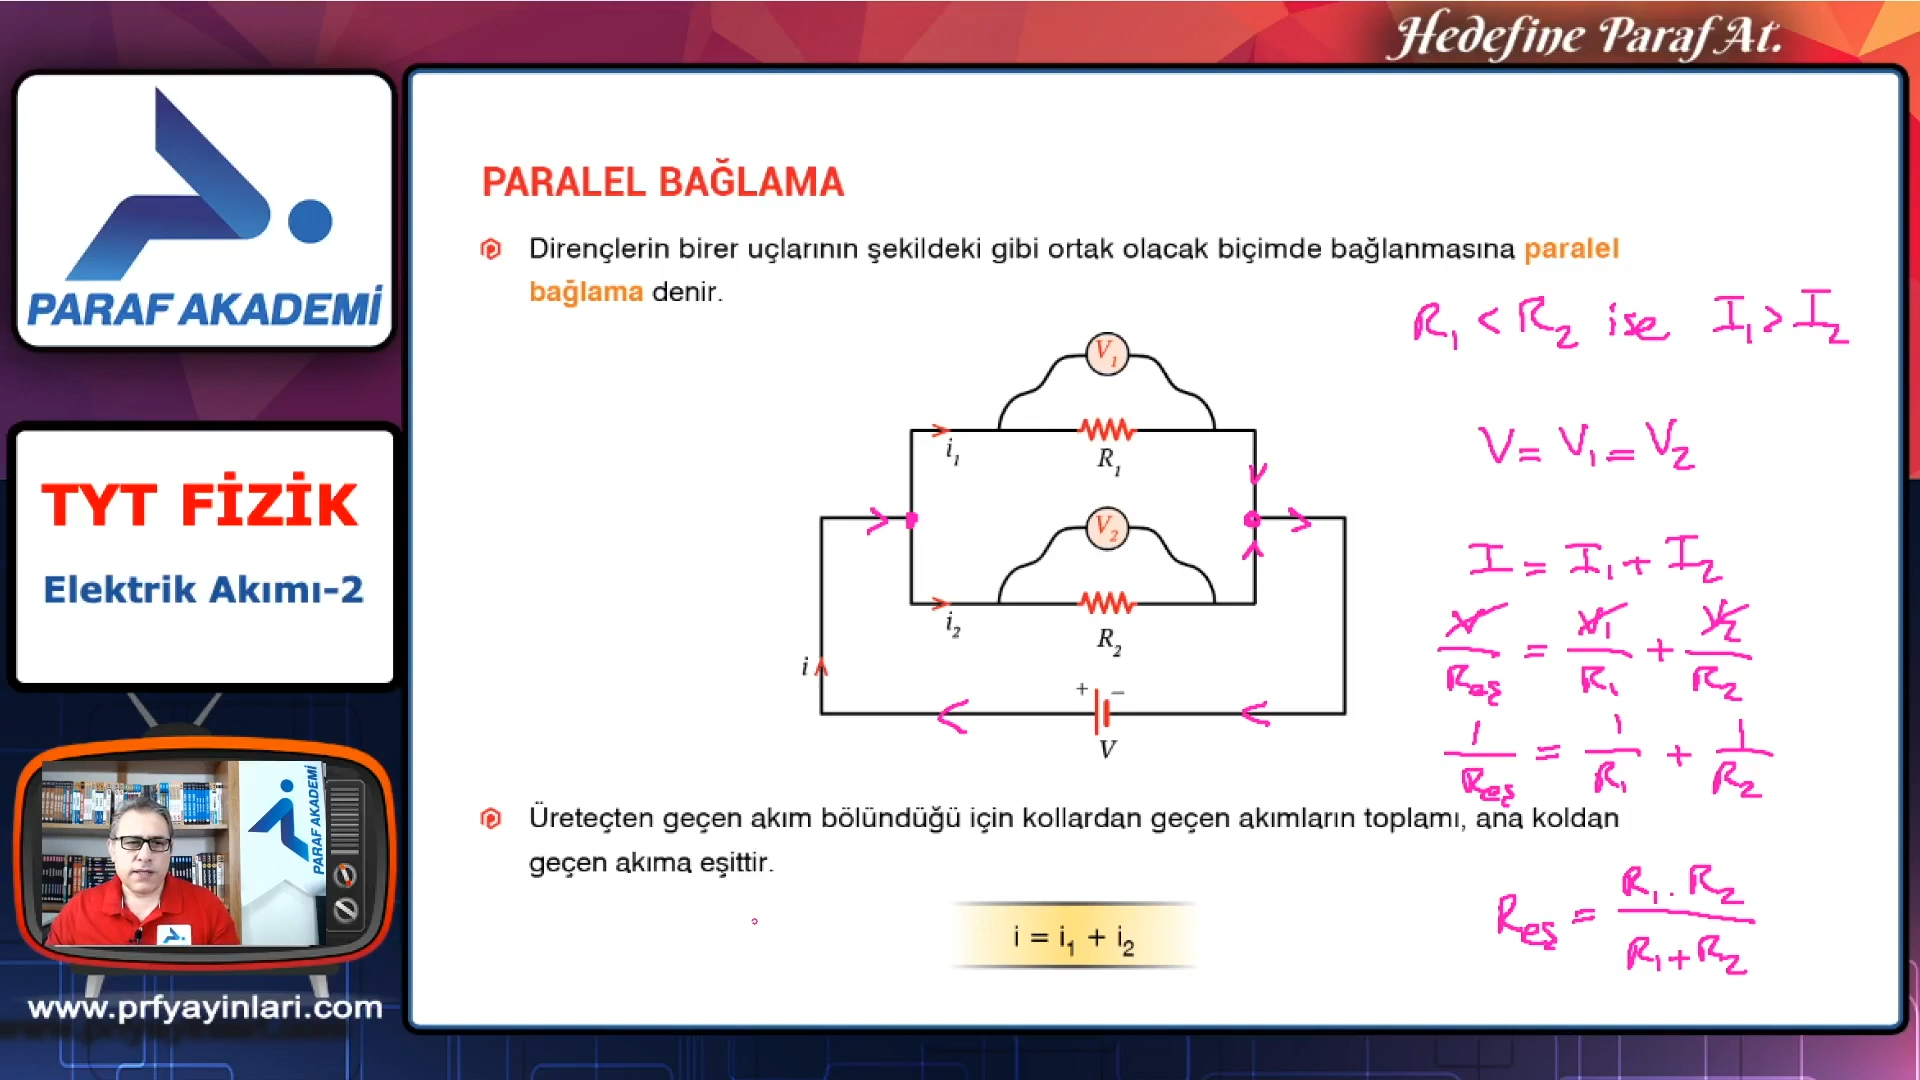 Hedefine Paraf At.
PARAF AKADEMİ
TYT FİZİK
Elektrik Akımı-2
PARAF AKADEMİ
www.prfyayinlari.com
PARALEL BAĞLAMA
Dirençlerin birer uçlarının şekildeki gibi ortak olacak biçimde bağlanmasına paralel
bağlama denir.
R₁ < R₂ ise I₁ > I₂
V₁
i₁
R₁
V = V₁ = V₂
V₂
i₂
R₂
I = I₁ + I₂
V/Reş = V₁/R₁ + V₂/R₂
i
+ −
V
1/Reş = 1/R₁ + 1/R₂
Üreteçten geçen akım bölündüğü için kollardan geçen akımların toplamı, ana koldan
geçen akıma eşittir.
i = i₁ + i₂
Reş = R₁ . R₂ / R₁ + R₂